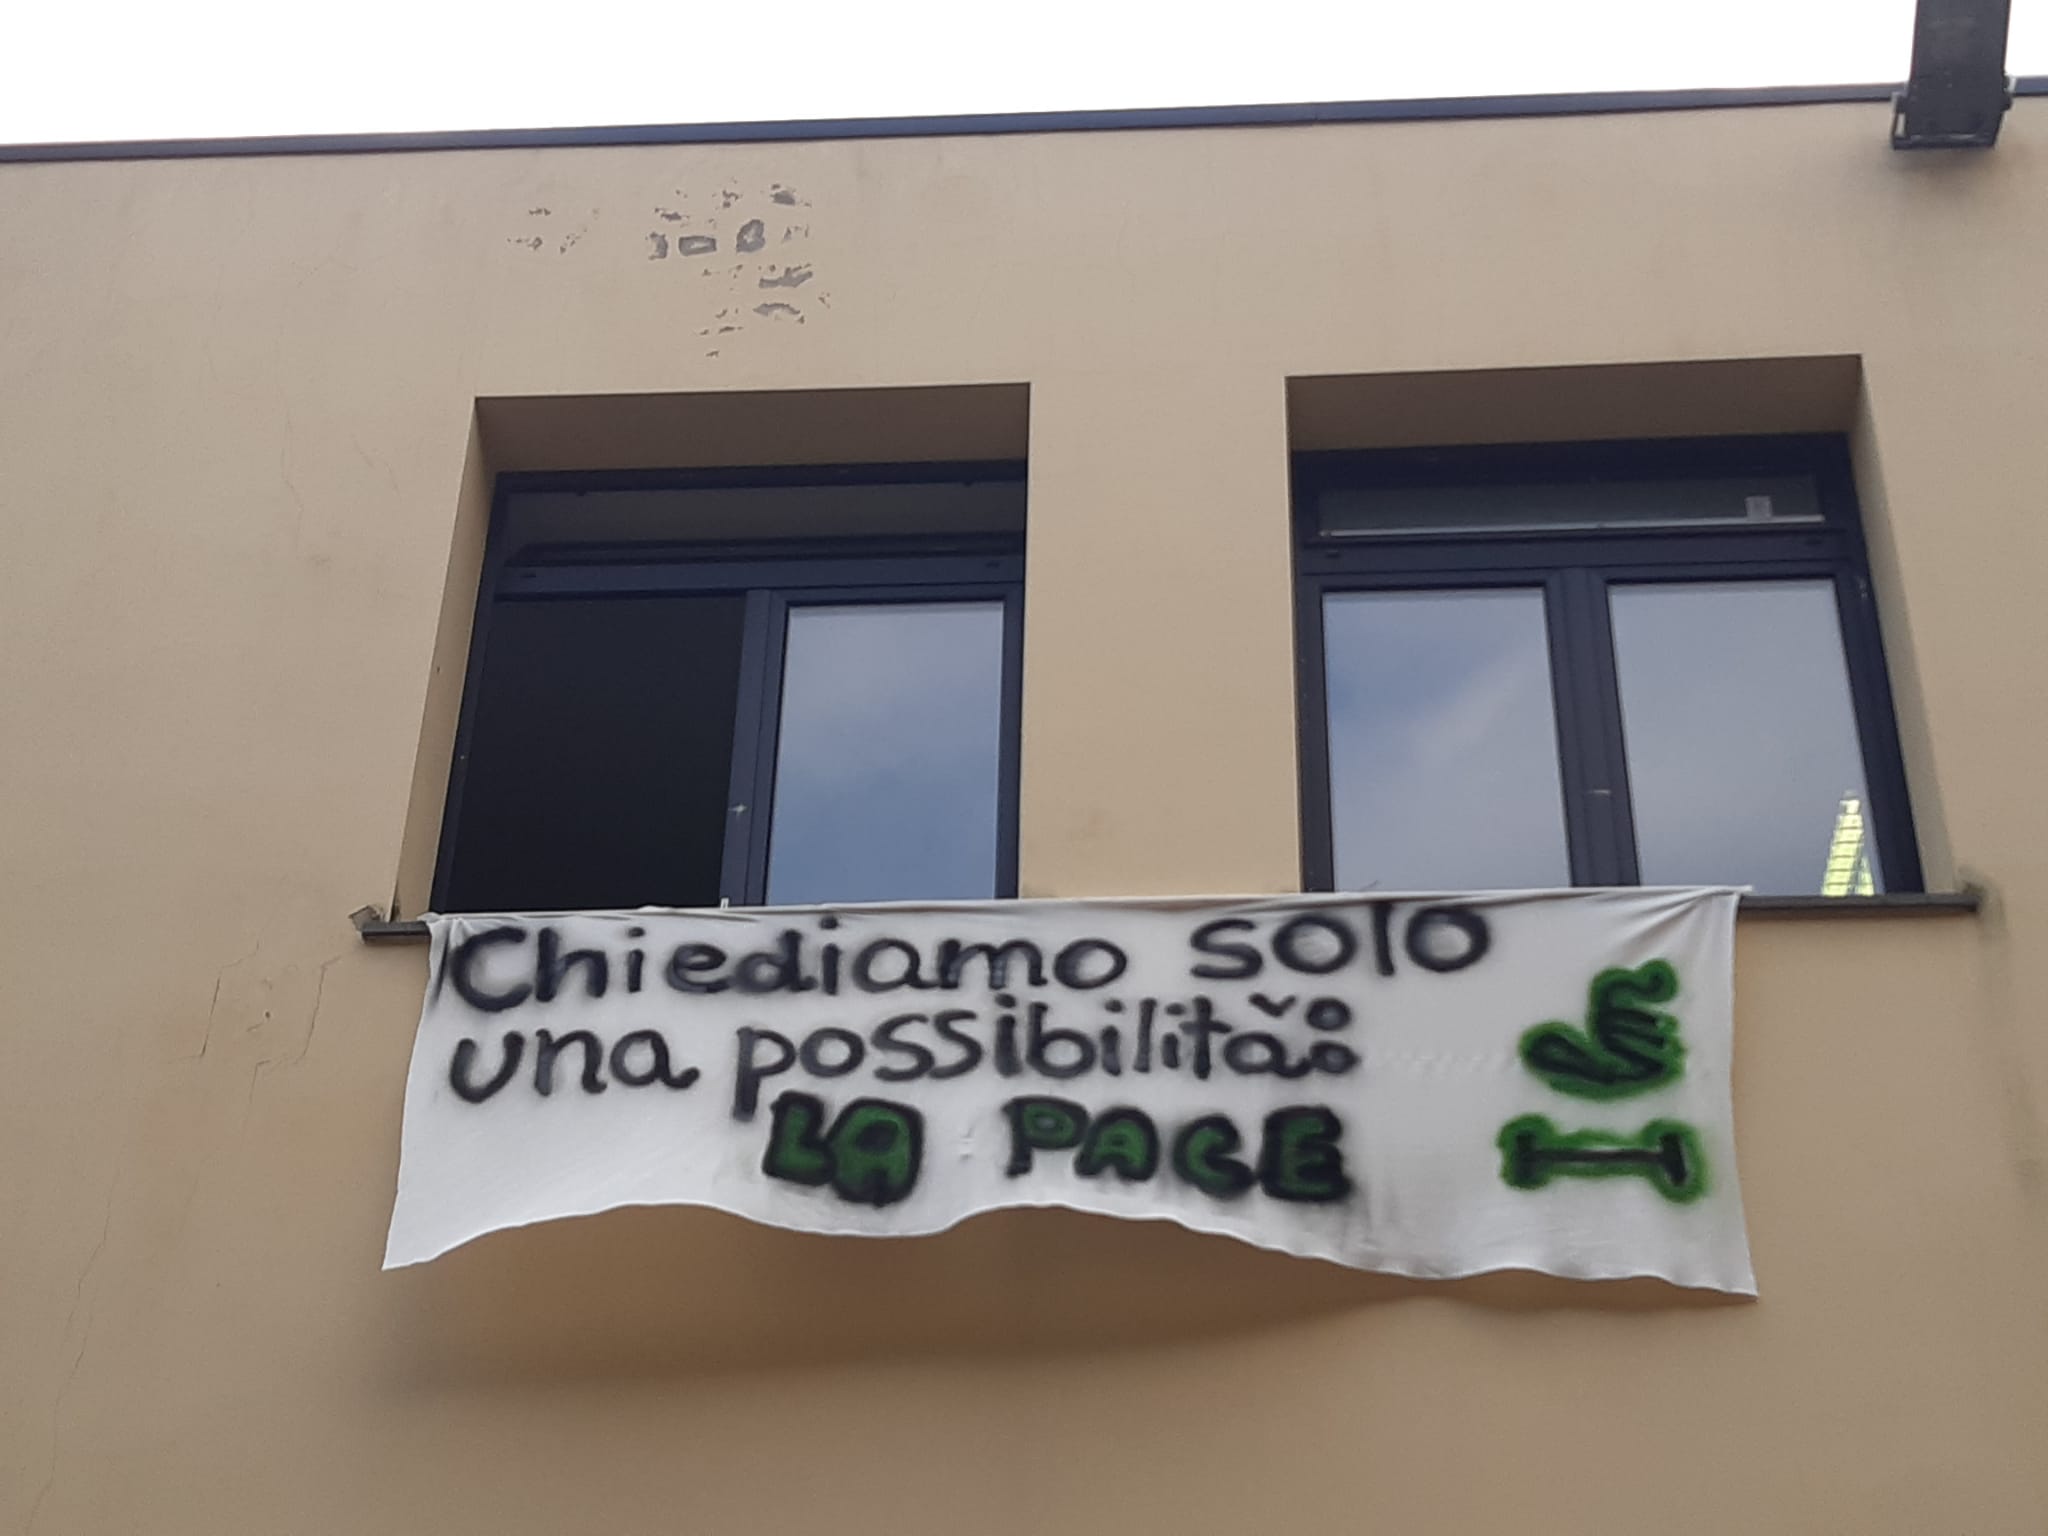 Chiediamo solo
una possibilità:
LA PACE